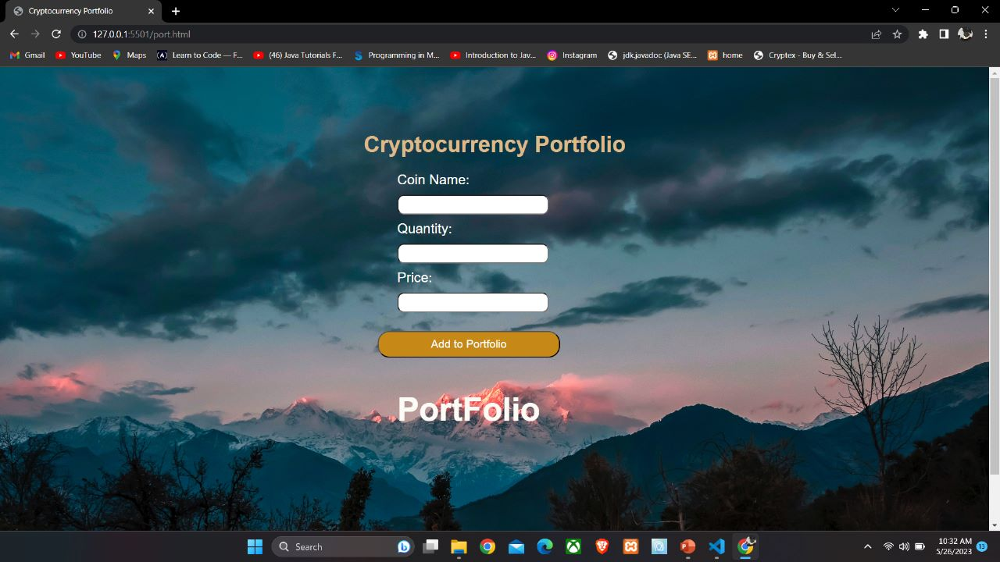 Cryptocurrency Portfolio
127.0.0.1:5501/port.html
Gmail YouTube Maps Learn to Code — F... (46) Java Tutorials F... Programming in M... Introduction to Jav... Instagram jdk.javadoc (Java SE... home Cryptex - Buy & Sel...
Cryptocurrency Portfolio
Coin Name:
Quantity:
Price:
Add to Portfolio
PortFolio
Search
10:32 AM
5/26/2023
13